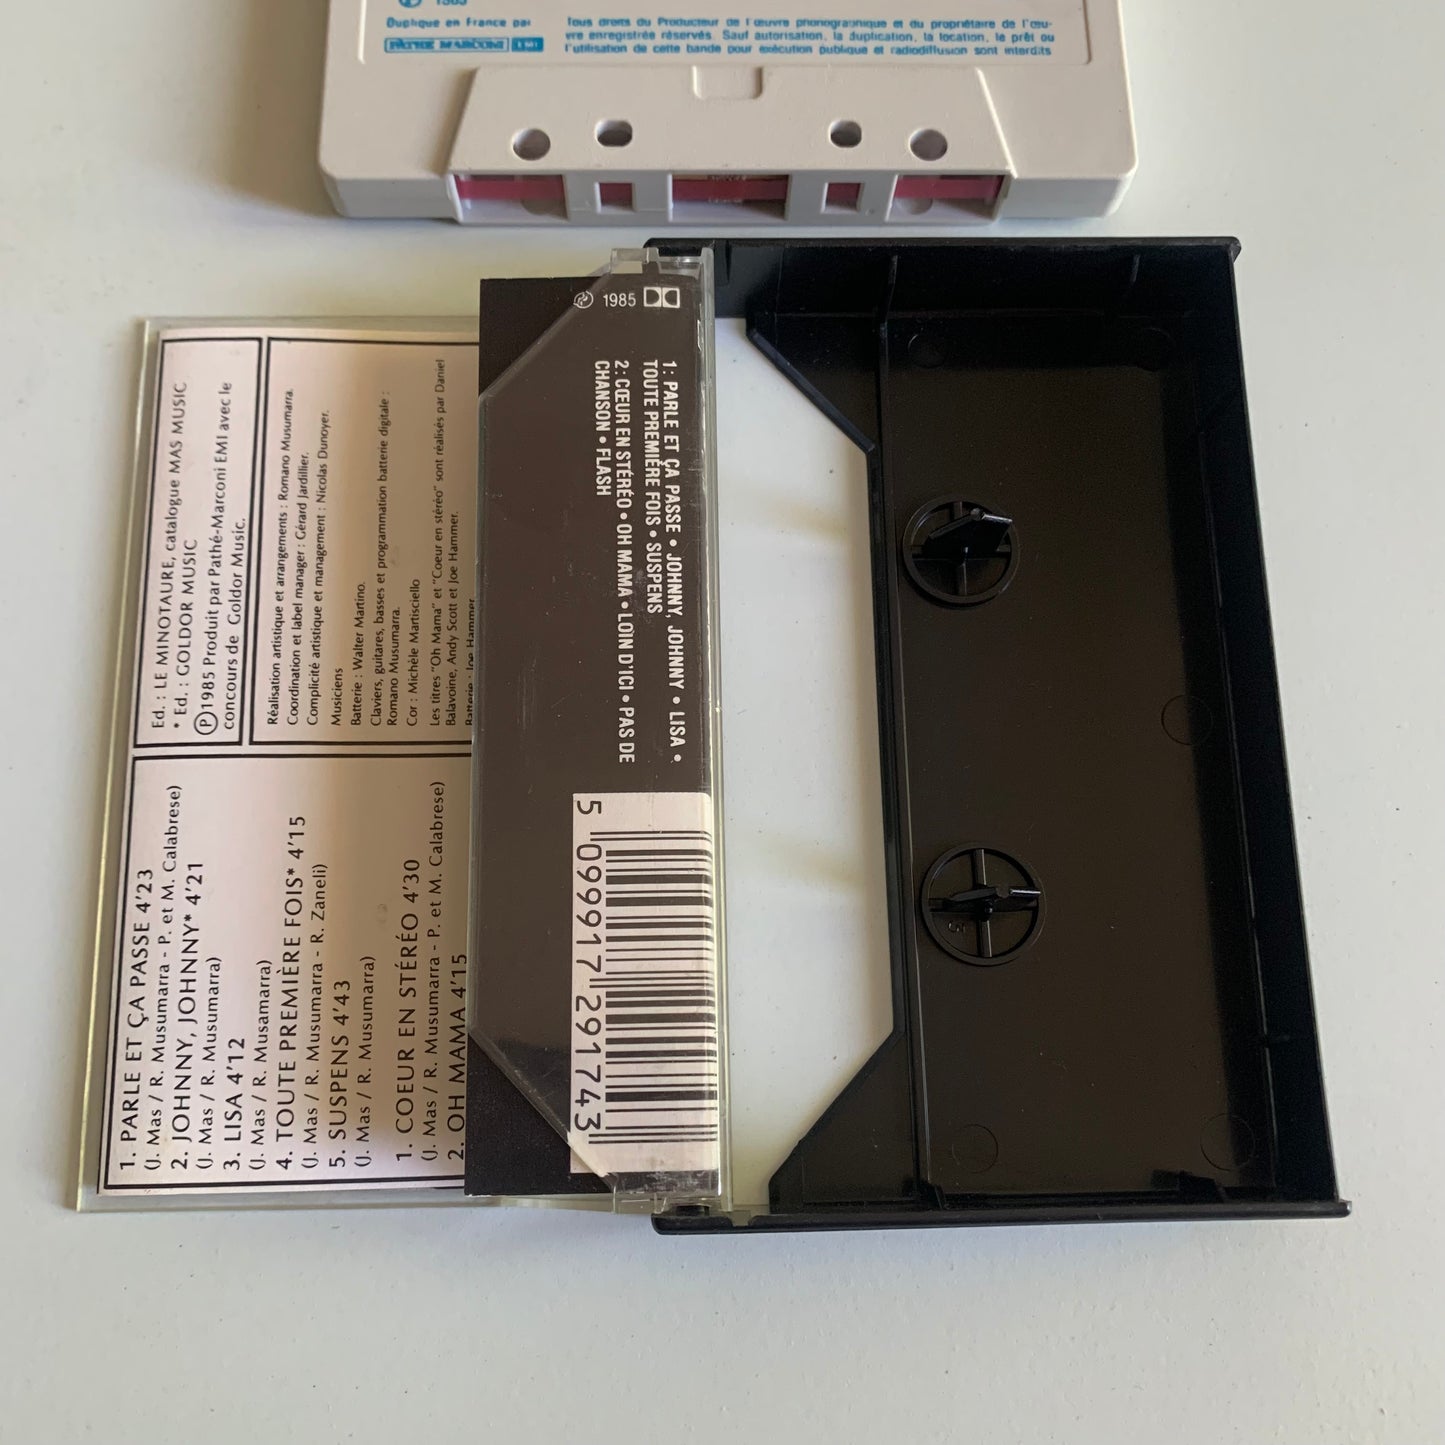 ℗ 1985
Dupliqué en France par
PATHE MARCONI EMI
Tous droits du Producteur de l'œuvre phonographique et du propriétaire de l'œu-
vre enregistrée réservés. Sauf autorisation, la duplication, la location, le prêt ou
l'utilisation de cette bande pour exécution publique et radiodiffusion sont interdits
Ed. : LE MINOTAURE, catalogue MAS MUSIC
* Ed. : GOLDOR MUSIC
℗ 1985 Produit par Pathé-Marconi EMI avec le
concours de Goldor Music.
Réalisation artistique et arrangements : Romano Musumarra.
Coordination et label manager : Gérard Jardillier.
Complicité artistique et management : Nicolas Dunoyer.
Musiciens
Batterie : Walter Martino.
Claviers, guitares, basses et programmation batterie digitale :
Romano Musumarra.
Cor : Michèle Martisciello
Les titres "Oh Mama" et "Coeur en stéréo" sont réalisés par Daniel
Balavoine, Andy Scott et Joe Hammer.
Batterie : Joe Hammer
1. PARLE ET ÇA PASSE 4'23
(J. Mas / R. Musumarra - P. et M. Calabrese)
2. JOHNNY, JOHNNY* 4'21
(J. Mas / R. Musumarra)
3. LISA 4'12
(J. Mas / R. Musamarra)
4. TOUTE PREMIÈRE FOIS* 4'15
(J. Mas / R. Musumarra - R. Zaneli)
5. SUSPENS 4'43
(J. Mas / R. Musumarra)
1. COEUR EN STÉRÉO 4'30
(J. Mas / R. Musumarra - P. et M. Calabrese)
2. OH MAMA 4'15
℗ 1985
1: PARLE ET ÇA PASSE • JOHNNY, JOHNNY • LISA •
TOUTE PREMIÈRE FOIS • SUSPENS
2: CŒUR EN STÉRÉO • OH MAMA • LOIN D'ICI • PAS DE
CHANSON • FLASH
5 099917 291743
5